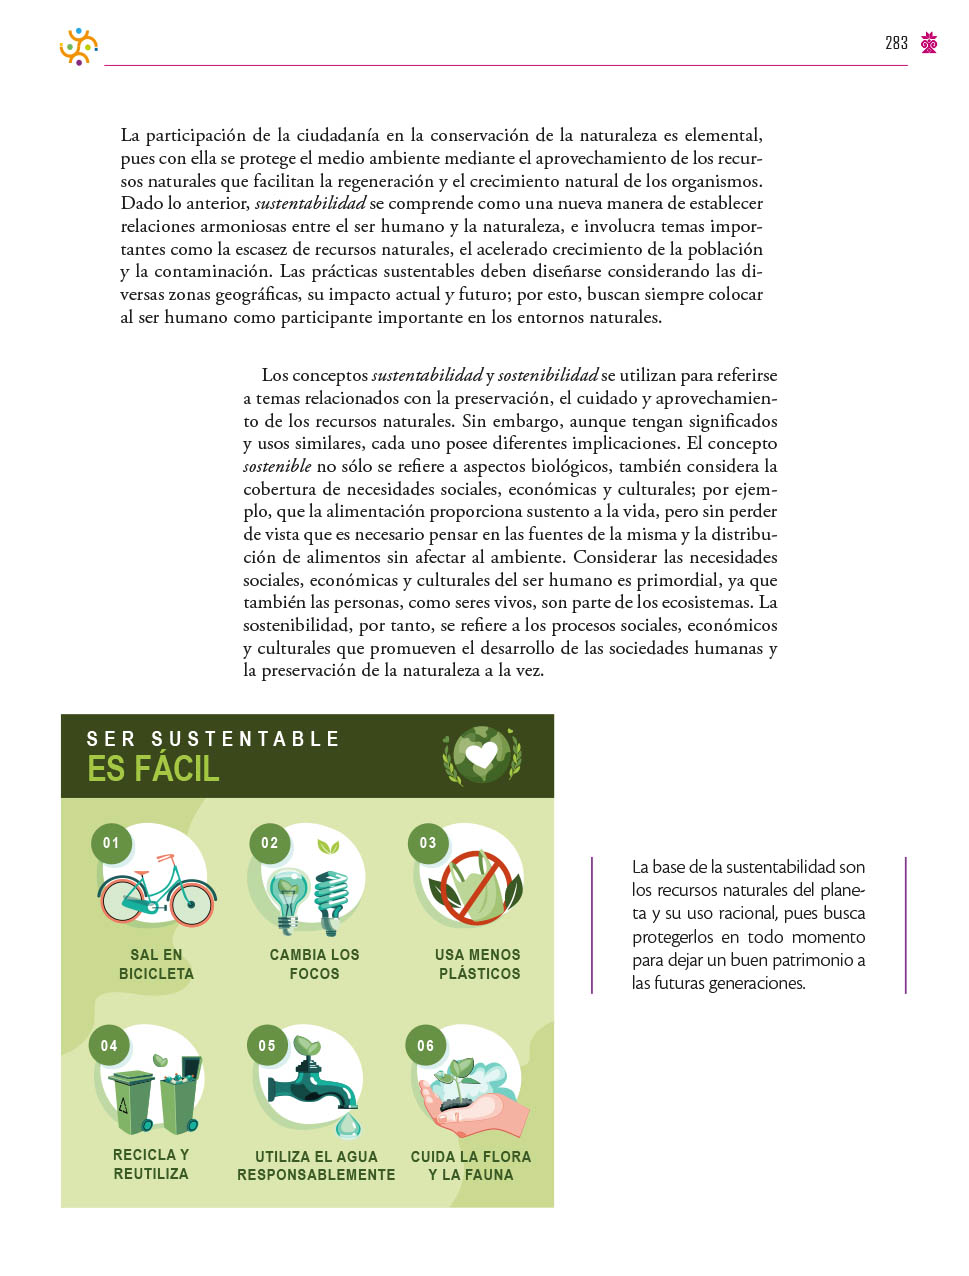 283
La participación de la ciudadanía en la conservación de la naturaleza es elemental,
pues con ella se protege el medio ambiente mediante el aprovechamiento de los recur-
sos naturales que facilitan la regeneración y el crecimiento natural de los organismos.
Dado lo anterior, sustentabilidad se comprende como una nueva manera de establecer
relaciones armoniosas entre el ser humano y la naturaleza, e involucra temas impor-
tantes como la escasez de recursos naturales, el acelerado crecimiento de la población
y la contaminación. Las prácticas sustentables deben diseñarse considerando las di-
versas zonas geográficas, su impacto actual y futuro; por esto, buscan siempre colocar
al ser humano como participante importante en los entornos naturales.
Los conceptos sustentabilidad y sostenibilidad se utilizan para referirse
a temas relacionados con la preservación, el cuidado y aprovechamien-
to de los recursos naturales. Sin embargo, aunque tengan significados
y usos similares, cada uno posee diferentes implicaciones. El concepto
sostenible no sólo se refiere a aspectos biológicos, también considera la
cobertura de necesidades sociales, económicas y culturales; por ejem-
plo, que la alimentación proporciona sustento a la vida, pero sin perder
de vista que es necesario pensar en las fuentes de la misma y la distribu-
ción de alimentos sin afectar al ambiente. Considerar las necesidades
sociales, económicas y culturales del ser humano es primordial, ya que
también las personas, como seres vivos, son parte de los ecosistemas. La
sostenibilidad, por tanto, se refiere a los procesos sociales, económicos
y culturales que promueven el desarrollo de las sociedades humanas y
la preservación de la naturaleza a la vez.
SER SUSTENTABLE
ES FÁCIL
01
SAL EN
BICICLETA
02
CAMBIA LOS
FOCOS
03
USA MENOS
PLÁSTICOS
04
RECICLA Y
REUTILIZA
05
UTILIZA EL AGUA
RESPONSABLEMENTE
06
CUIDA LA FLORA
Y LA FAUNA
La base de la sustentabilidad son
los recursos naturales del plane-
ta y su uso racional, pues busca
protegerlos en todo momento
para dejar un buen patrimonio a
las futuras generaciones.